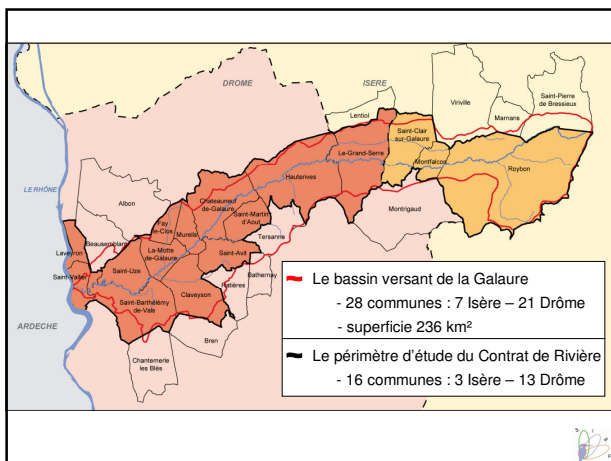 DROME
ISERE
LE RHÔNE
ARDECHE
Saint-Pierre
de Bressieux
Viriville
Marnans
Lentiol
Saint-Clair
sur-Galaure
Montfalcon
Roybon
Le-Grand-Serre
Hauterives
Montrigaud
Albon
Chateauneuf
de-Galaure
Saint-Martin
d'Aout
Fay
le-Clos
Mureils
Tersanne
Beausemblant
La-Motte
de-Galaure
Saint-Avit
Laveyron
Saint-Vallier
Saint-Uze
Bathernay
Ratières
Claveyson
Saint-Barthélémy
de-Vals
Bren
Chantemerle
les Blés
Le bassin versant de la Galaure
- 28 communes : 7 Isère – 21 Drôme
- superficie 236 km²
Le périmètre d'étude du Contrat de Rivière
- 16 communes : 3 Isère – 13 Drôme